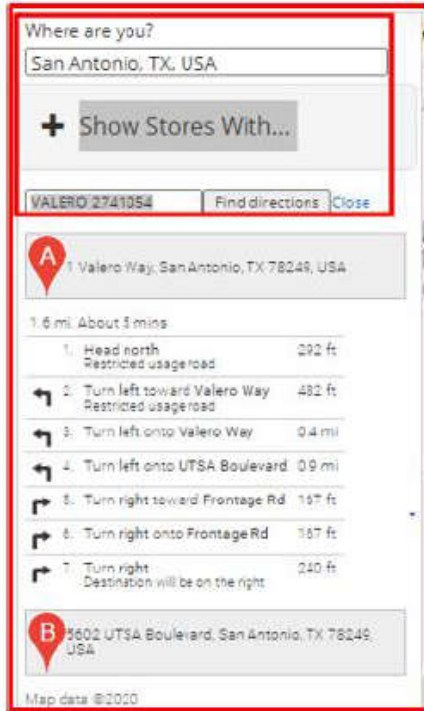 Where are you?
San Antonio, TX, USA
+ Show Stores With...
VALERO 2741054 Find directions Close
A
1 Valero Way, San Antonio, TX 78249, USA
1.6 mi. About 5 mins
1. Head north 292 ft
Restricted usage road
2. Turn left toward Valero Way 482 ft
Restricted usage road
3. Turn left onto Valero Way 0.4 mi
4. Turn left onto UTSA Boulevard 0.9 mi
5. Turn right toward Frontage Rd 167 ft
6. Turn right onto Frontage Rd 167 ft
7. Turn right 240 ft
Destination will be on the right
B
5602 UTSA Boulevard, San Antonio, TX 78249,
USA
Map data ©2020